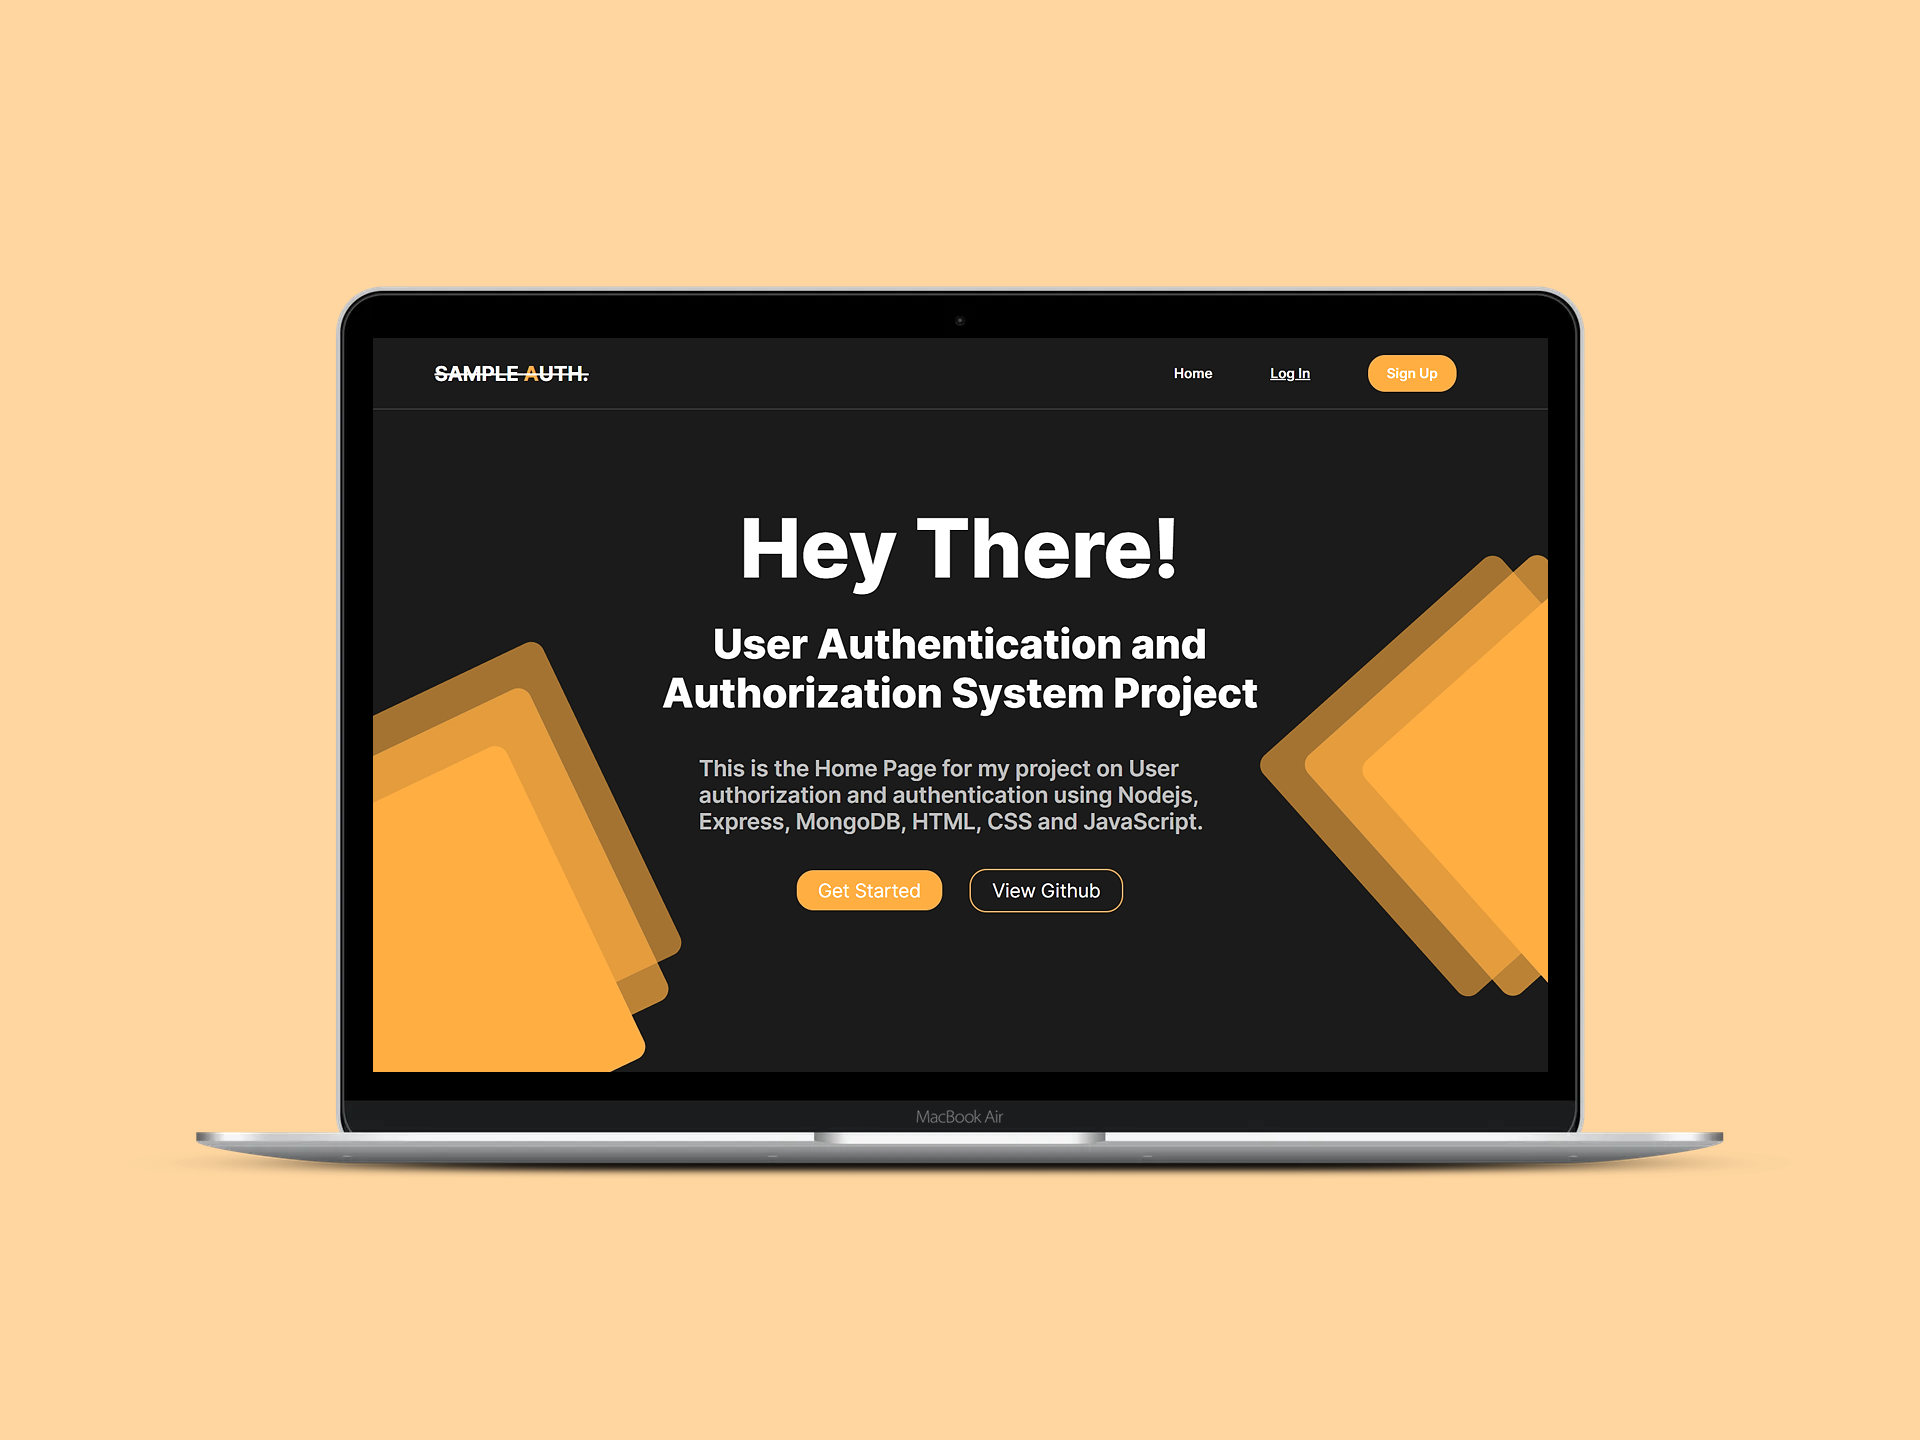 SAMPLE AUTH.
Home
Log In
Sign Up
Hey There!
User Authentication and
Authorization System Project
This is the Home Page for my project on User
authorization and authentication using Nodejs,
Express, MongoDB, HTML, CSS and JavaScript.
Get Started
View Github
MacBook Air